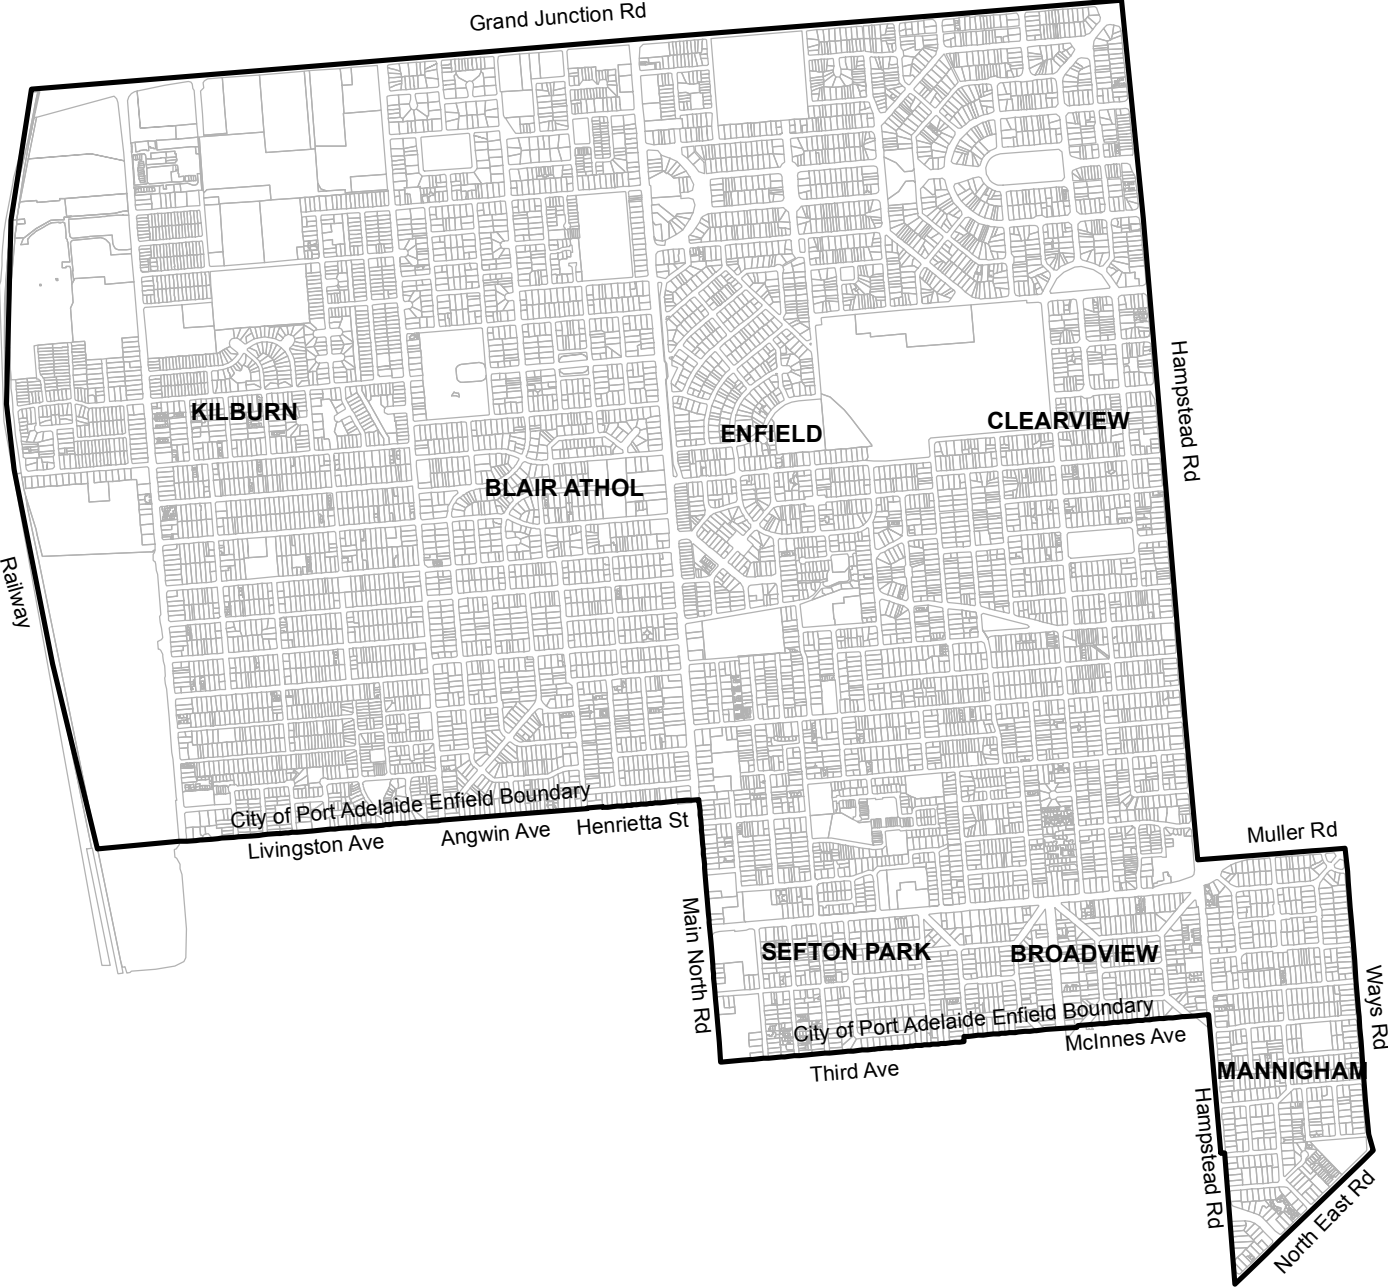 Grand Junction Rd
Hampstead Rd
KILBURN
ENFIELD
CLEARVIEW
BLAIR ATHOL
Railway
City of Port Adelaide Enfield Boundary
Livingston Ave
Angwin Ave
Henrietta St
Muller Rd
Main North Rd
SEFTON PARK
BROADVIEW
Ways Rd
City of Port Adelaide Enfield Boundary
Third Ave
McInnes Ave
MANNIGHAM
Hampstead Rd
North East Rd